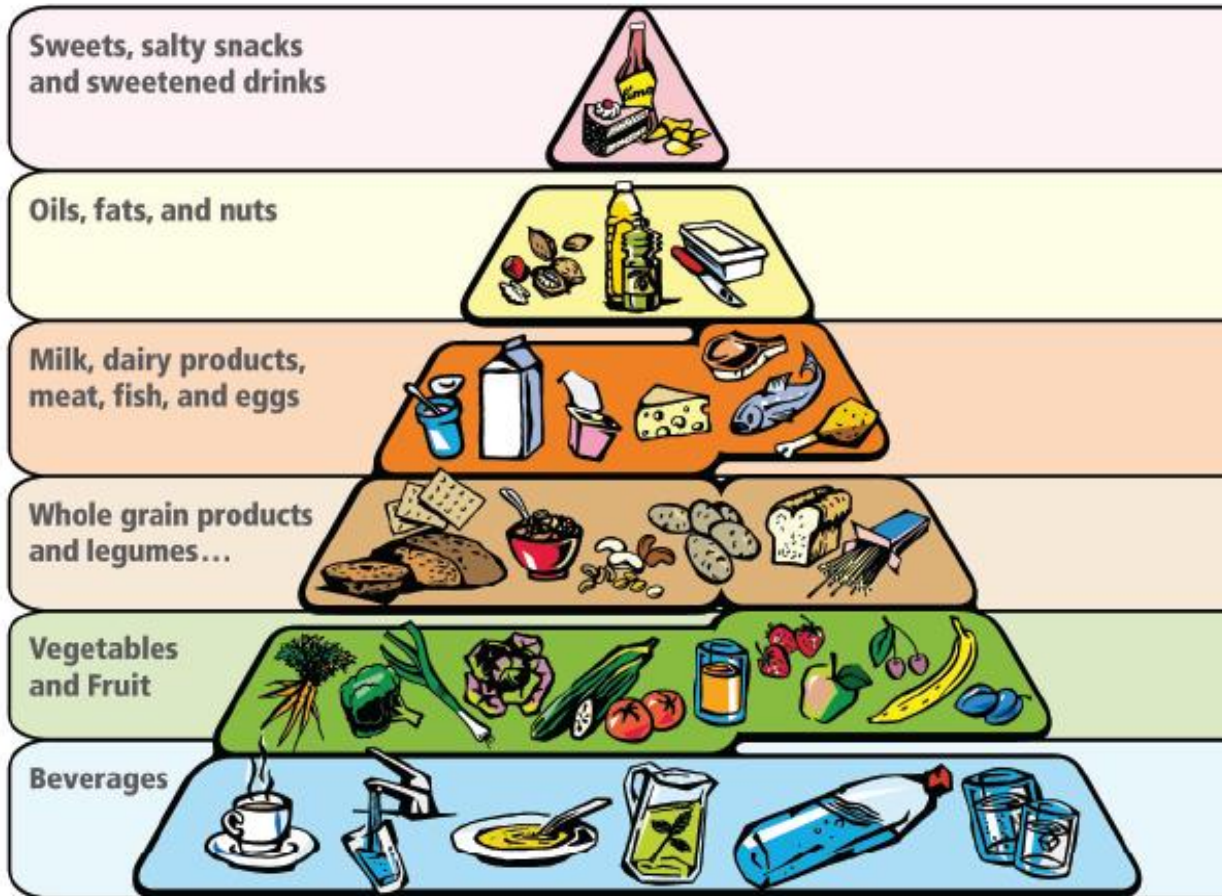 Sweets, salty snacks
and sweetened drinks
Oils, fats, and nuts
Milk, dairy products,
meat, fish, and eggs
Whole grain products
and legumes...
Vegetables
and Fruit
Beverages